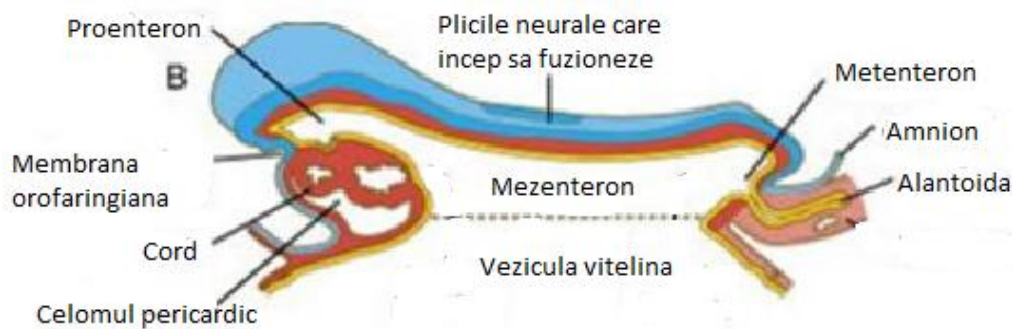 Proenteron
Plicile neurale care
incep sa fuzioneze
B
Metenteron
Amnion
Membrana
orofaringiana
Mezenteron
Alantoida
Cord
Vezicula vitelina
Celomul pericardic